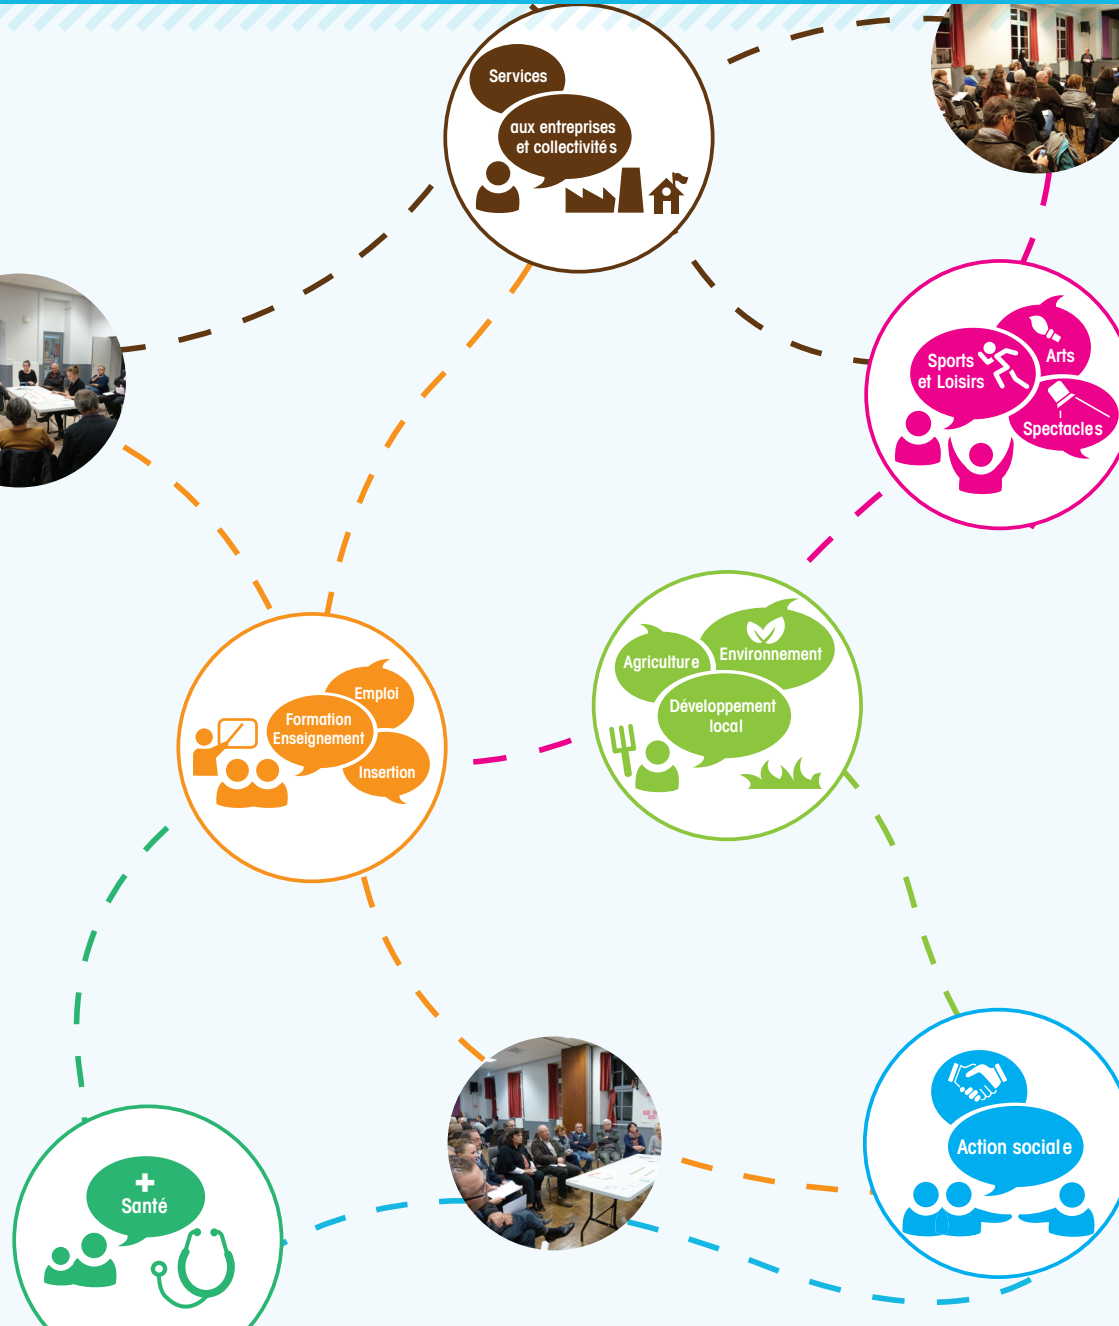 Services
aux entreprises
et collectivités
Sports
et Loisirs
Arts
Spectacles
Agriculture
Environnement
Développement
local
Emploi
Formation
Enseignement
Insertion
Action sociale
Santé